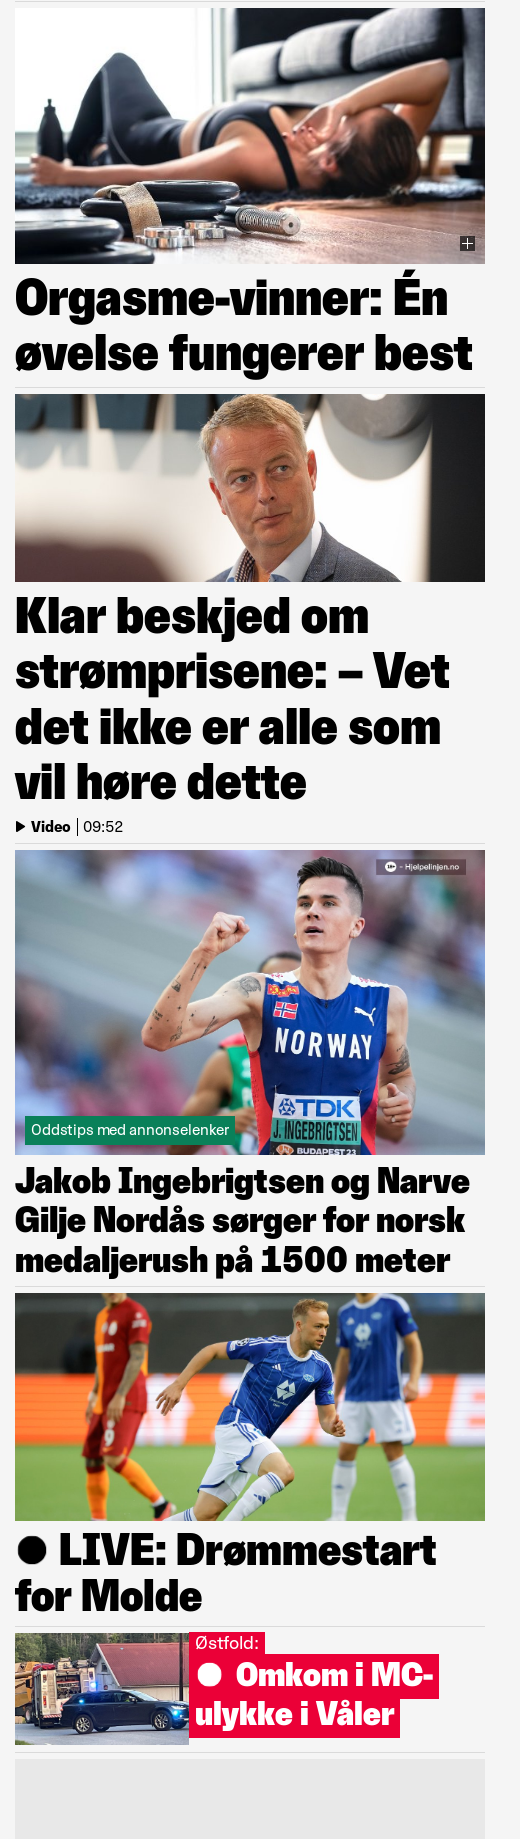 Orgasme-vinner: Én
øvelse fungerer best
Klar beskjed om
strømprisene: – Vet
det ikke er alle som
vil høre dette
Video | 09:52
18+ - Hjelpelinjen.no
NORWAY
TDK
J. INGEBRIGTSEN
BUDAPEST 23
Oddstips med annonselenker
Jakob Ingebrigtsen og Narve
Gilje Nordås sørger for norsk
medaljerush på 1500 meter
9
LIVE: Drømmestart
for Molde
Østfold:
Omkom i MC-
ulykke i Våler